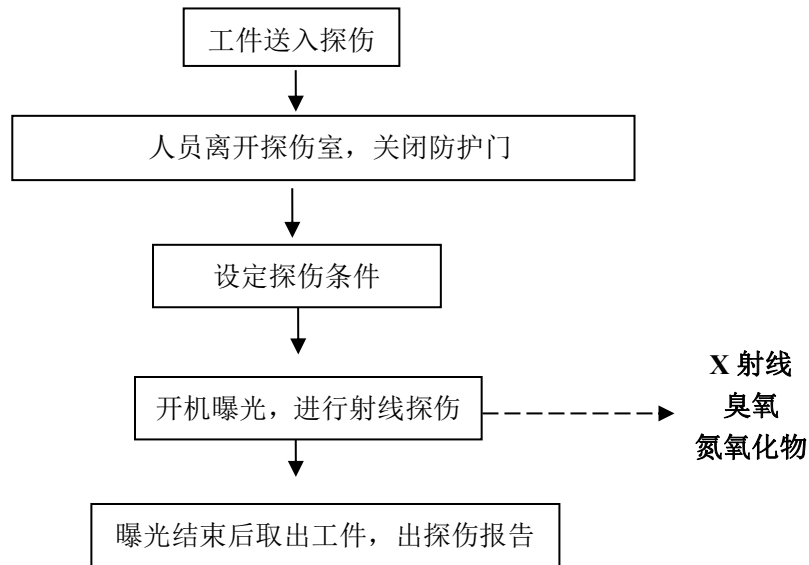 工件送入探伤
人员离开探伤室，关闭防护门
设定探伤条件
开机曝光，进行射线探伤
X 射线
臭氧
氮氧化物
曝光结束后取出工件，出探伤报告